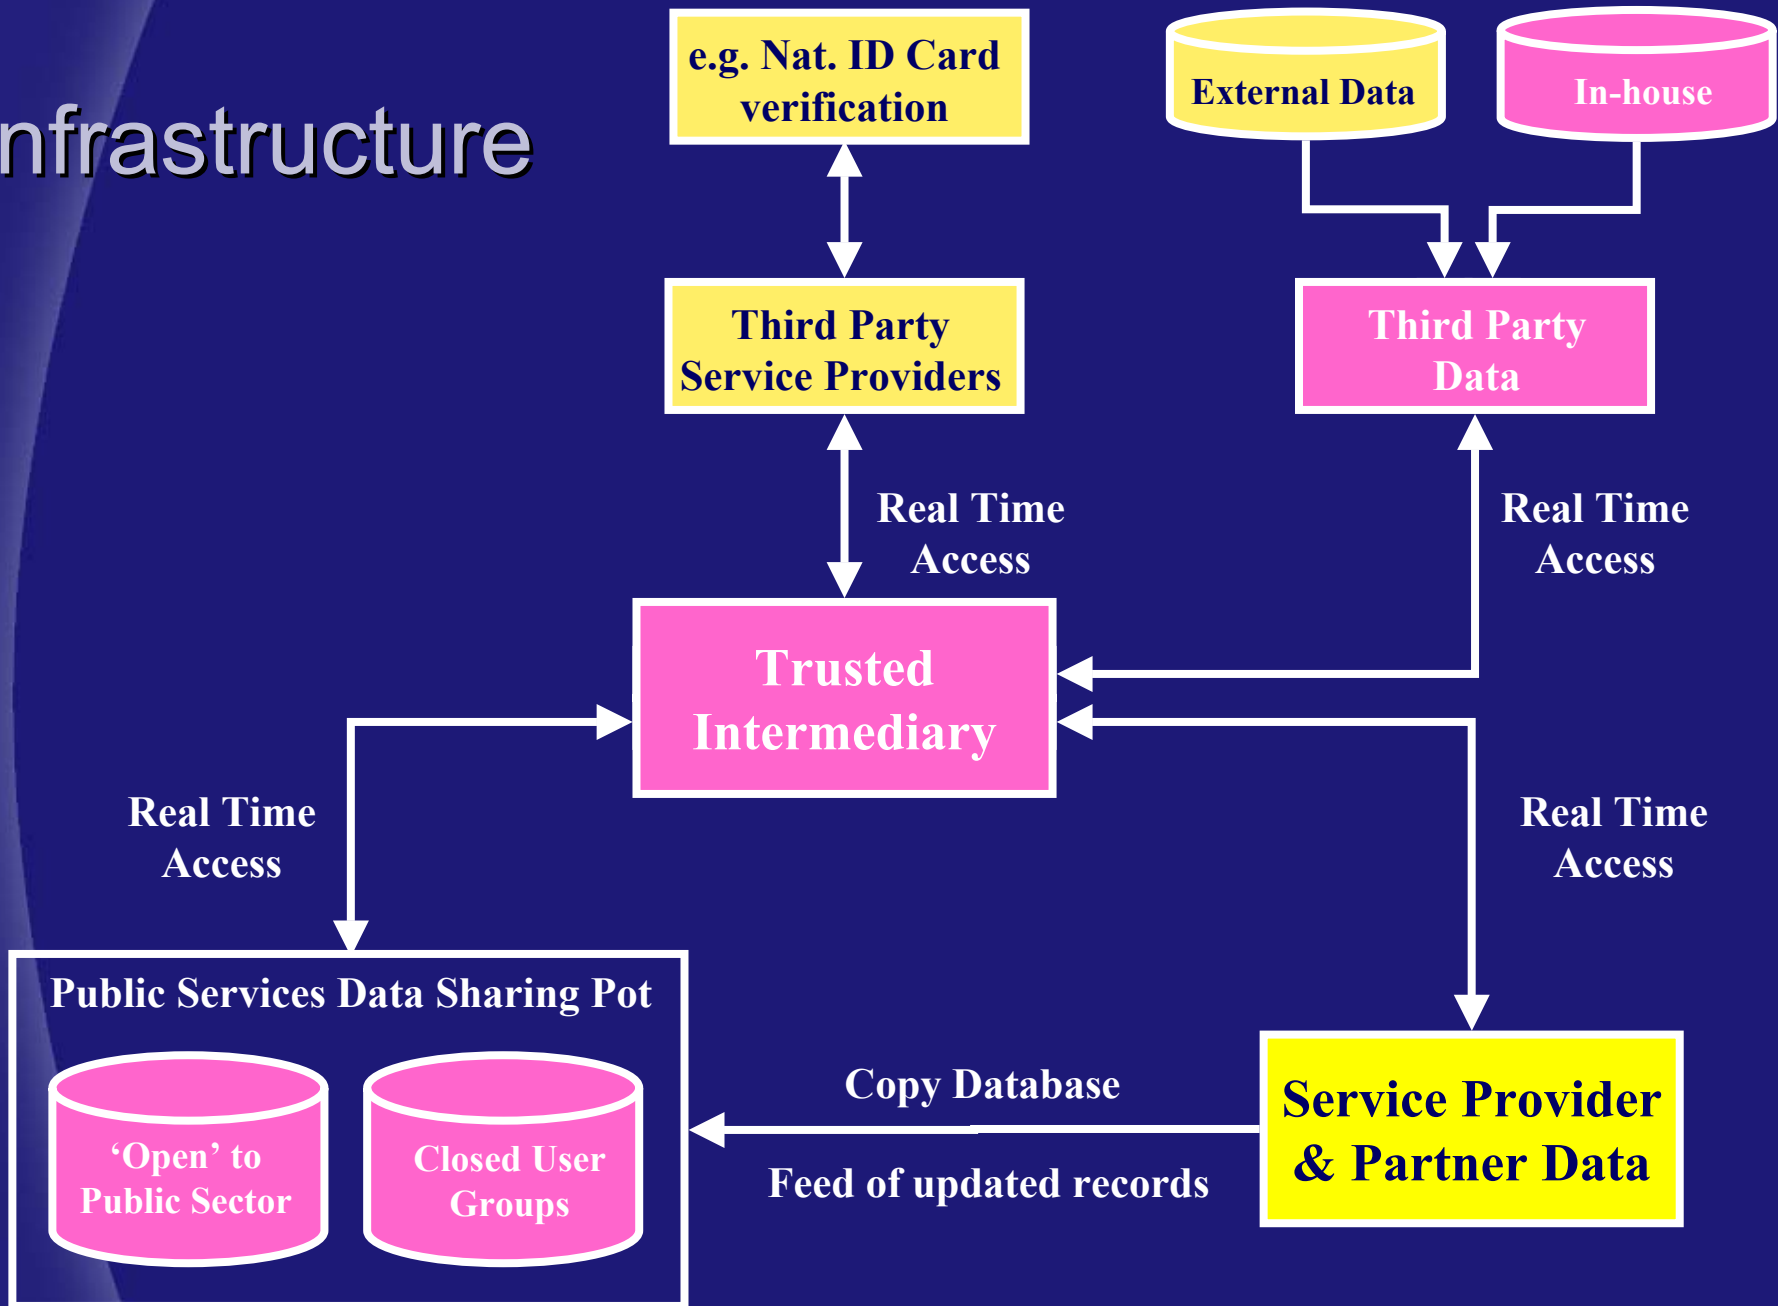 nfrastructure
e.g. Nat. ID Card
verification
External Data
In-house
Third Party
Service Providers
Third Party
Data
Real Time
Access
Real Time
Access
Trusted
Intermediary
Real Time
Access
Real Time
Access
Public Services Data Sharing Pot
‘Open’ to
Public Sector
Closed User
Groups
Copy Database
Feed of updated records
Service Provider
& Partner Data